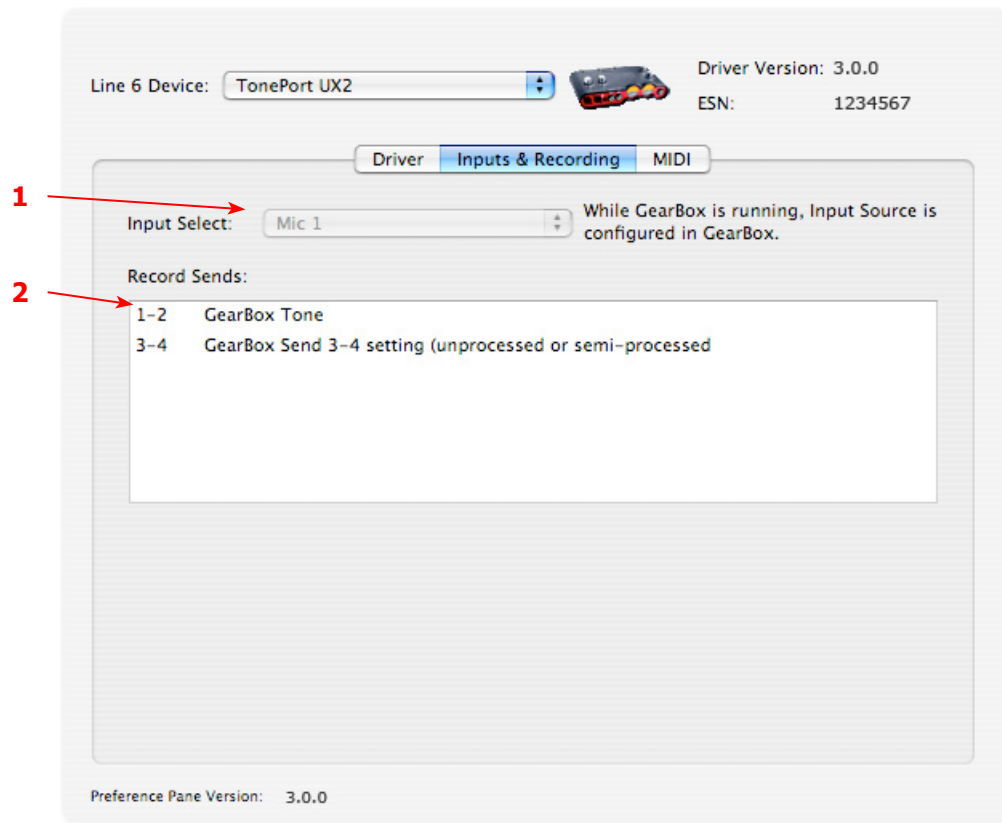 Line 6 Device: TonePort UX2
Driver Version: 3.0.0
ESN: 1234567
Driver Inputs & Recording MIDI
1
Input Select: Mic 1
While GearBox is running, Input Source is
configured in GearBox.
Record Sends:
2
1-2 GearBox Tone
3-4 GearBox Send 3-4 setting (unprocessed or semi-processed
Preference Pane Version: 3.0.0